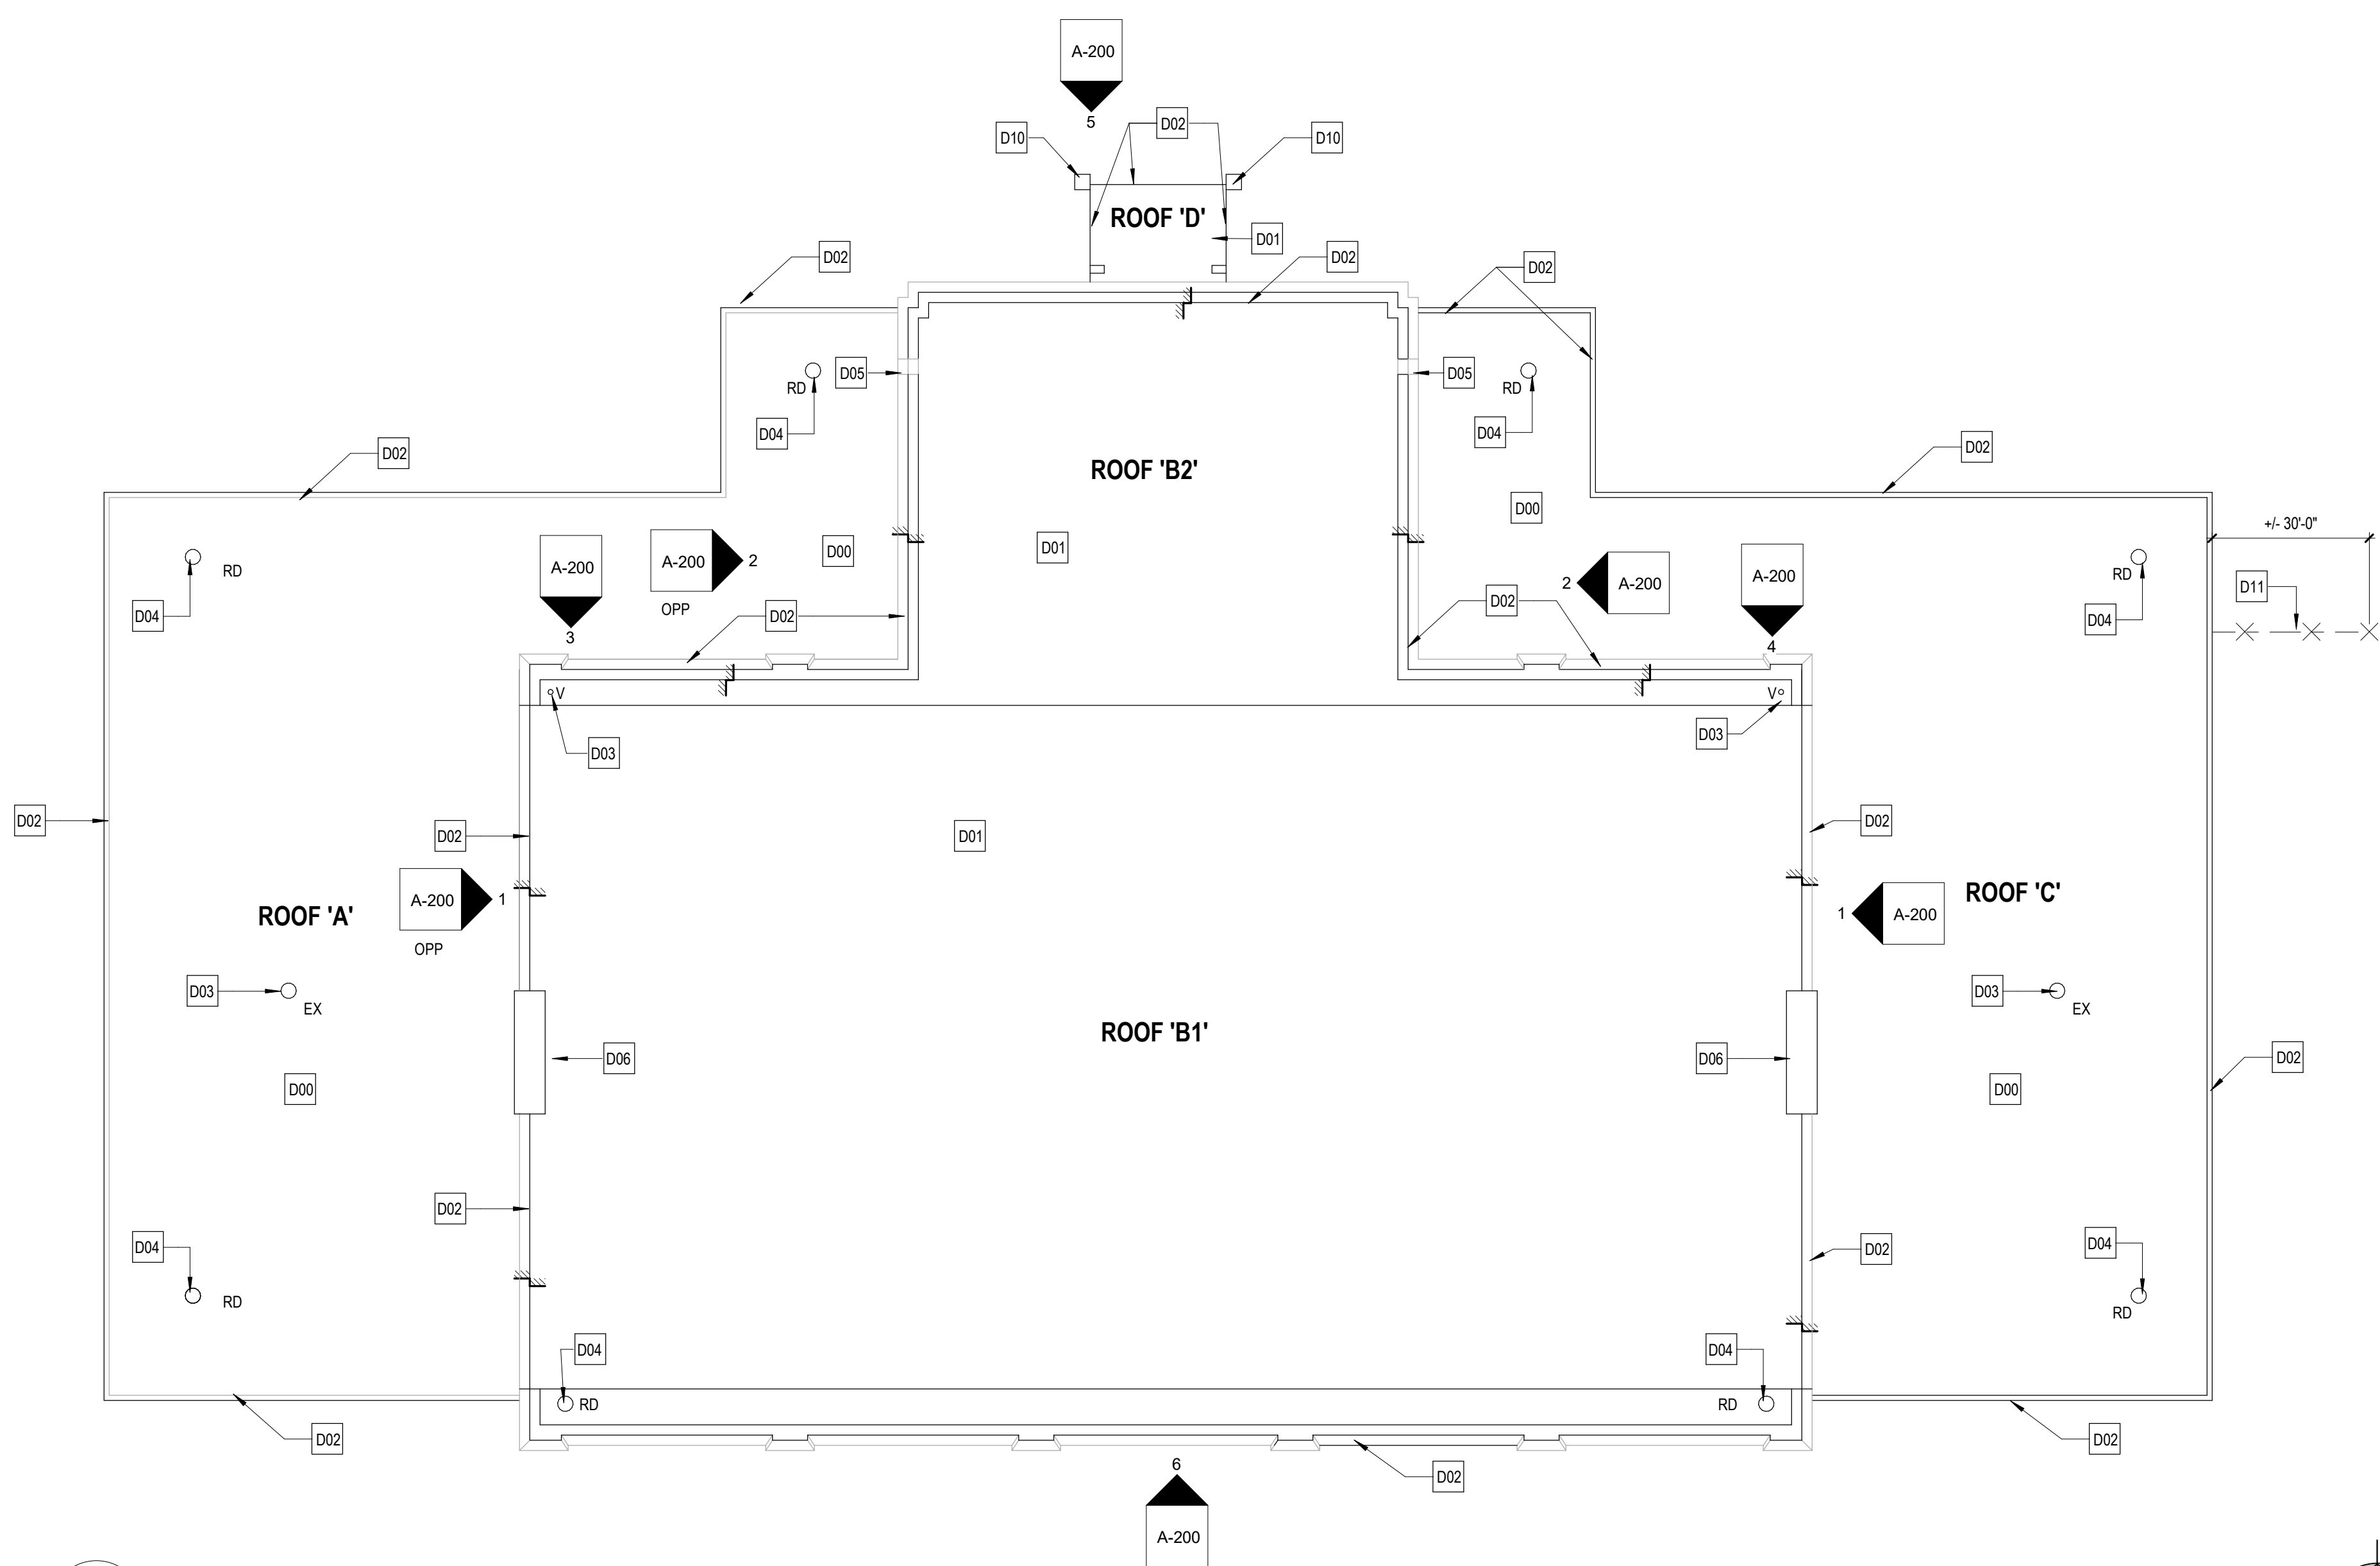 A-200
5
D10
D02
D10
ROOF 'D'
D01
D02
D02
D02
D05
RD
D04
D05
RD
D04
D02
D02
ROOF 'B2'
D00
+/- 30'-0"
D01
D00
A-200
3
A-200
2
OPP
2
A-200
A-200
4
RD
D04
RD
D04
D11
D02
D02
V
V
D03
D03
D02
D02
D01
D02
A-200
1
OPP
ROOF 'A'
1
A-200
ROOF 'C'
D03
EX
D03
EX
ROOF 'B1'
D06
D06
D02
D00
D00
D02
D04
RD
D02
D04
RD
D04
RD
D04
RD
D02
D02
D02
6
A-200